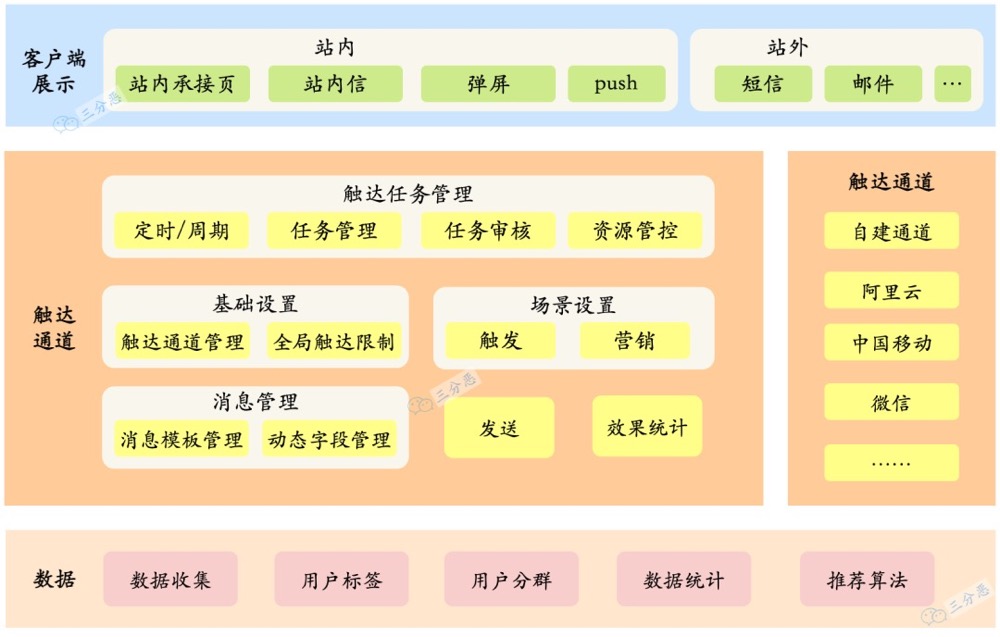 客户端
展示
站内
站内承接页
站内信
弹屏
push
站外
短信
邮件
...
三分恶
触达
通道
触达任务管理
定时/周期
任务管理
任务审核
资源管控
基础设置
触达通道管理
全局触达限制
场景设置
触发
营销
消息管理
消息模板管理
动态字段管理
发送
效果统计
三分恶
触达通道
自建通道
阿里云
中国移动
微信
......
数据
数据收集
用户标签
用户分群
数据统计
推荐算法
三分恶